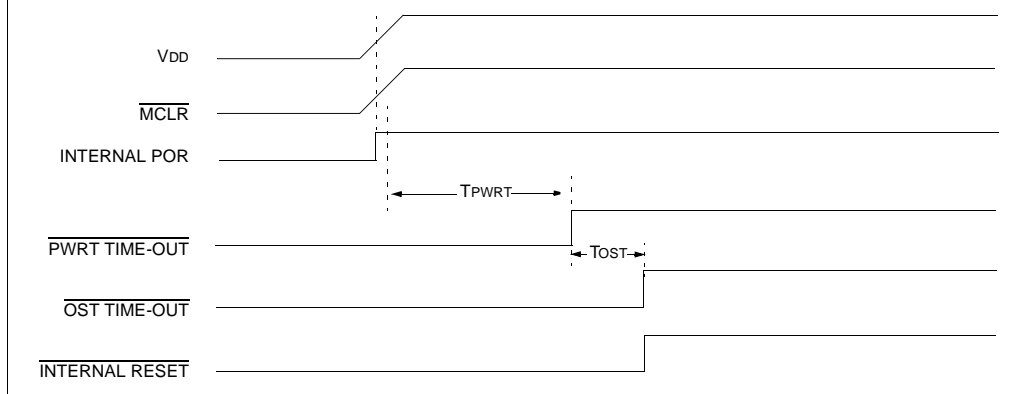 VDD
MCLR
INTERNAL POR
TPWRT
PWRT TIME-OUT
TOST
OST TIME-OUT
INTERNAL RESET